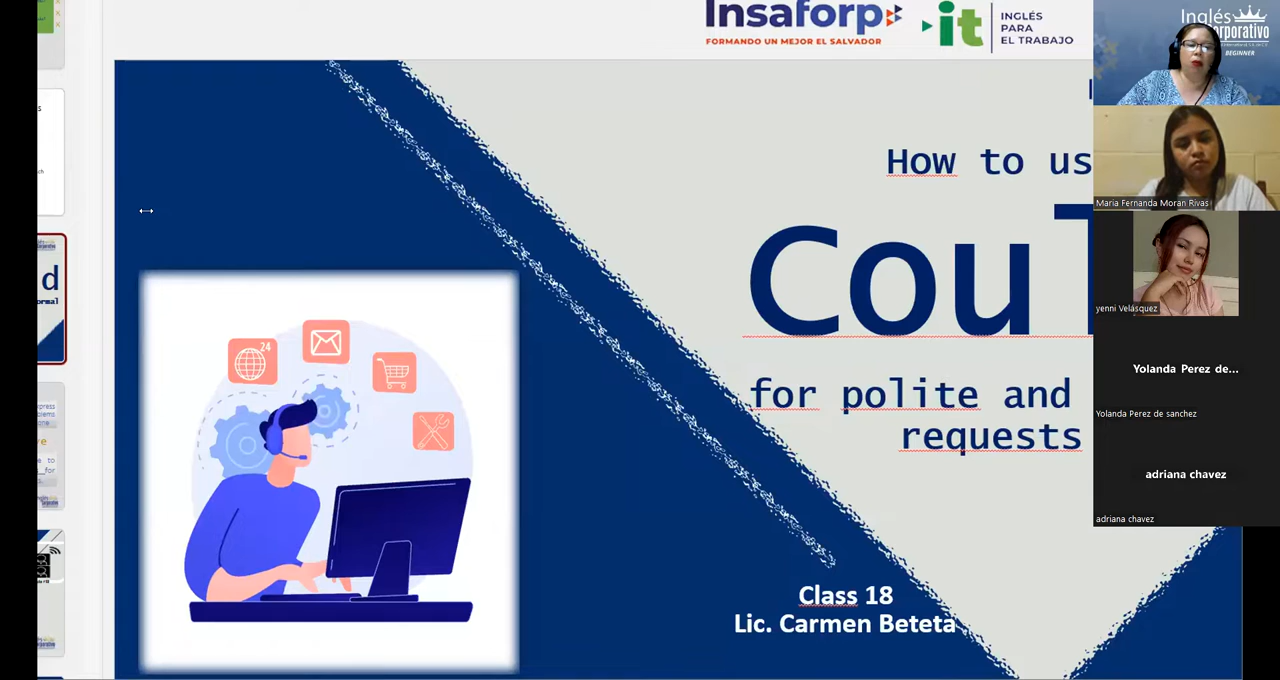 Insaforp
FORMANDO UN MEJOR EL SALVADOR
it
INGLÉS
PARA
EL TRABAJO
How to us
Coul
for polite and
requests
24
Class 18
Lic. Carmen Beteta
Inglés
Corporativo
BEGINNER
Maria Fernanda Moran Rivas
yenni Velásquez
Yolanda Perez de...
Yolanda Perez de sanchez
adriana chavez
adriana chavez